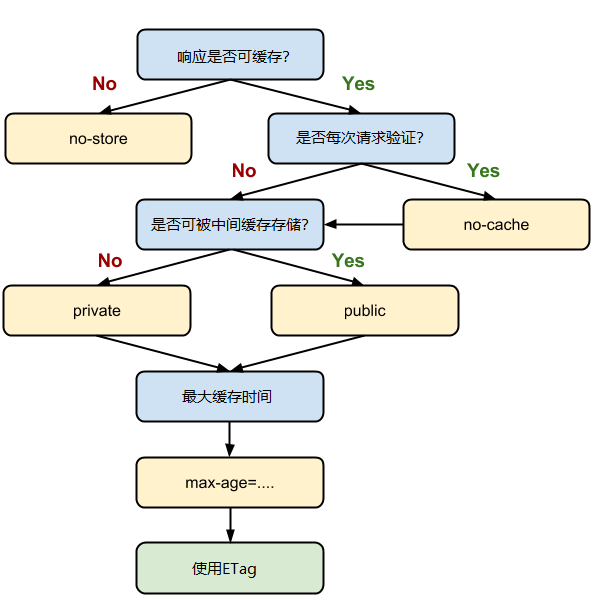 响应是否可缓存?
No
Yes
no-store
是否每次请求验证?
No
Yes
是否可被中间缓存存储?
no-cache
No
Yes
private
public
最大缓存时间
max-age=....
使用ETag